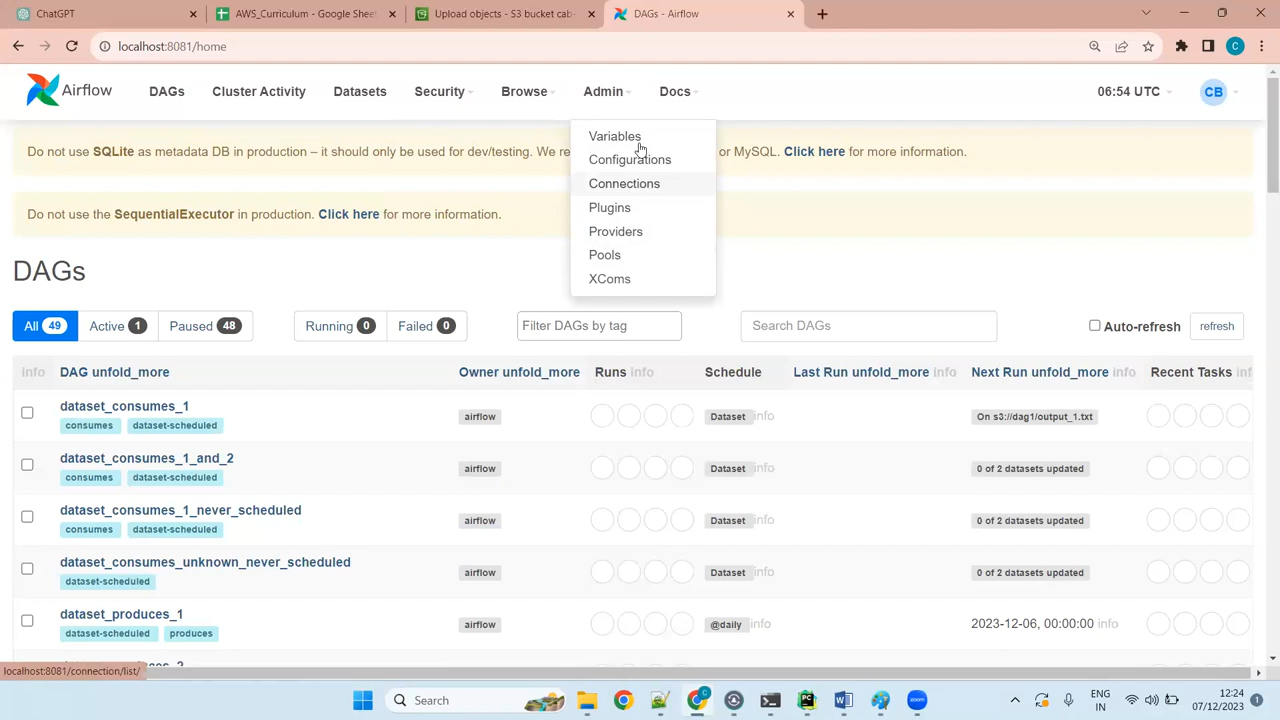 ChatGPT
AWS_Curriculum - Google Sheet
Upload objects - S3 bucket cab
DAGs - Airflow
localhost:8081/home
C
Airflow
DAGs
Cluster Activity
Datasets
Security
Browse
Admin
Docs
06:54 UTC
CB
Variables
Configurations
Connections
Plugins
Providers
Pools
XComs
Do not use SQLite as metadata DB in production – it should only be used for dev/testing. We re
or MySQL. Click here for more information.
Do not use the SequentialExecutor in production. Click here for more information.
DAGs
All 49
Active 1
Paused 48
Running 0
Failed 0
Filter DAGs by tag
Search DAGs
Auto-refresh
refresh
info DAG unfold_more Owner unfold_more Runs info Schedule Last Run unfold_more info Next Run unfold_more info Recent Tasks inf
dataset_consumes_1 airflow Dataset info On s3://dag1/output_1.txt
consumes dataset-scheduled
dataset_consumes_1_and_2 airflow Dataset info 0 of 2 datasets updated
consumes dataset-scheduled
dataset_consumes_1_never_scheduled airflow Dataset info 0 of 2 datasets updated
consumes dataset-scheduled
dataset_consumes_unknown_never_scheduled airflow Dataset info 0 of 2 datasets updated
dataset-scheduled
dataset_produces_1 airflow @daily info 2023-12-06, 00:00:00 info
dataset-scheduled produces
localhost:8081/connection/list/
Search
ENG
IN
12:24
07/12/2023
1